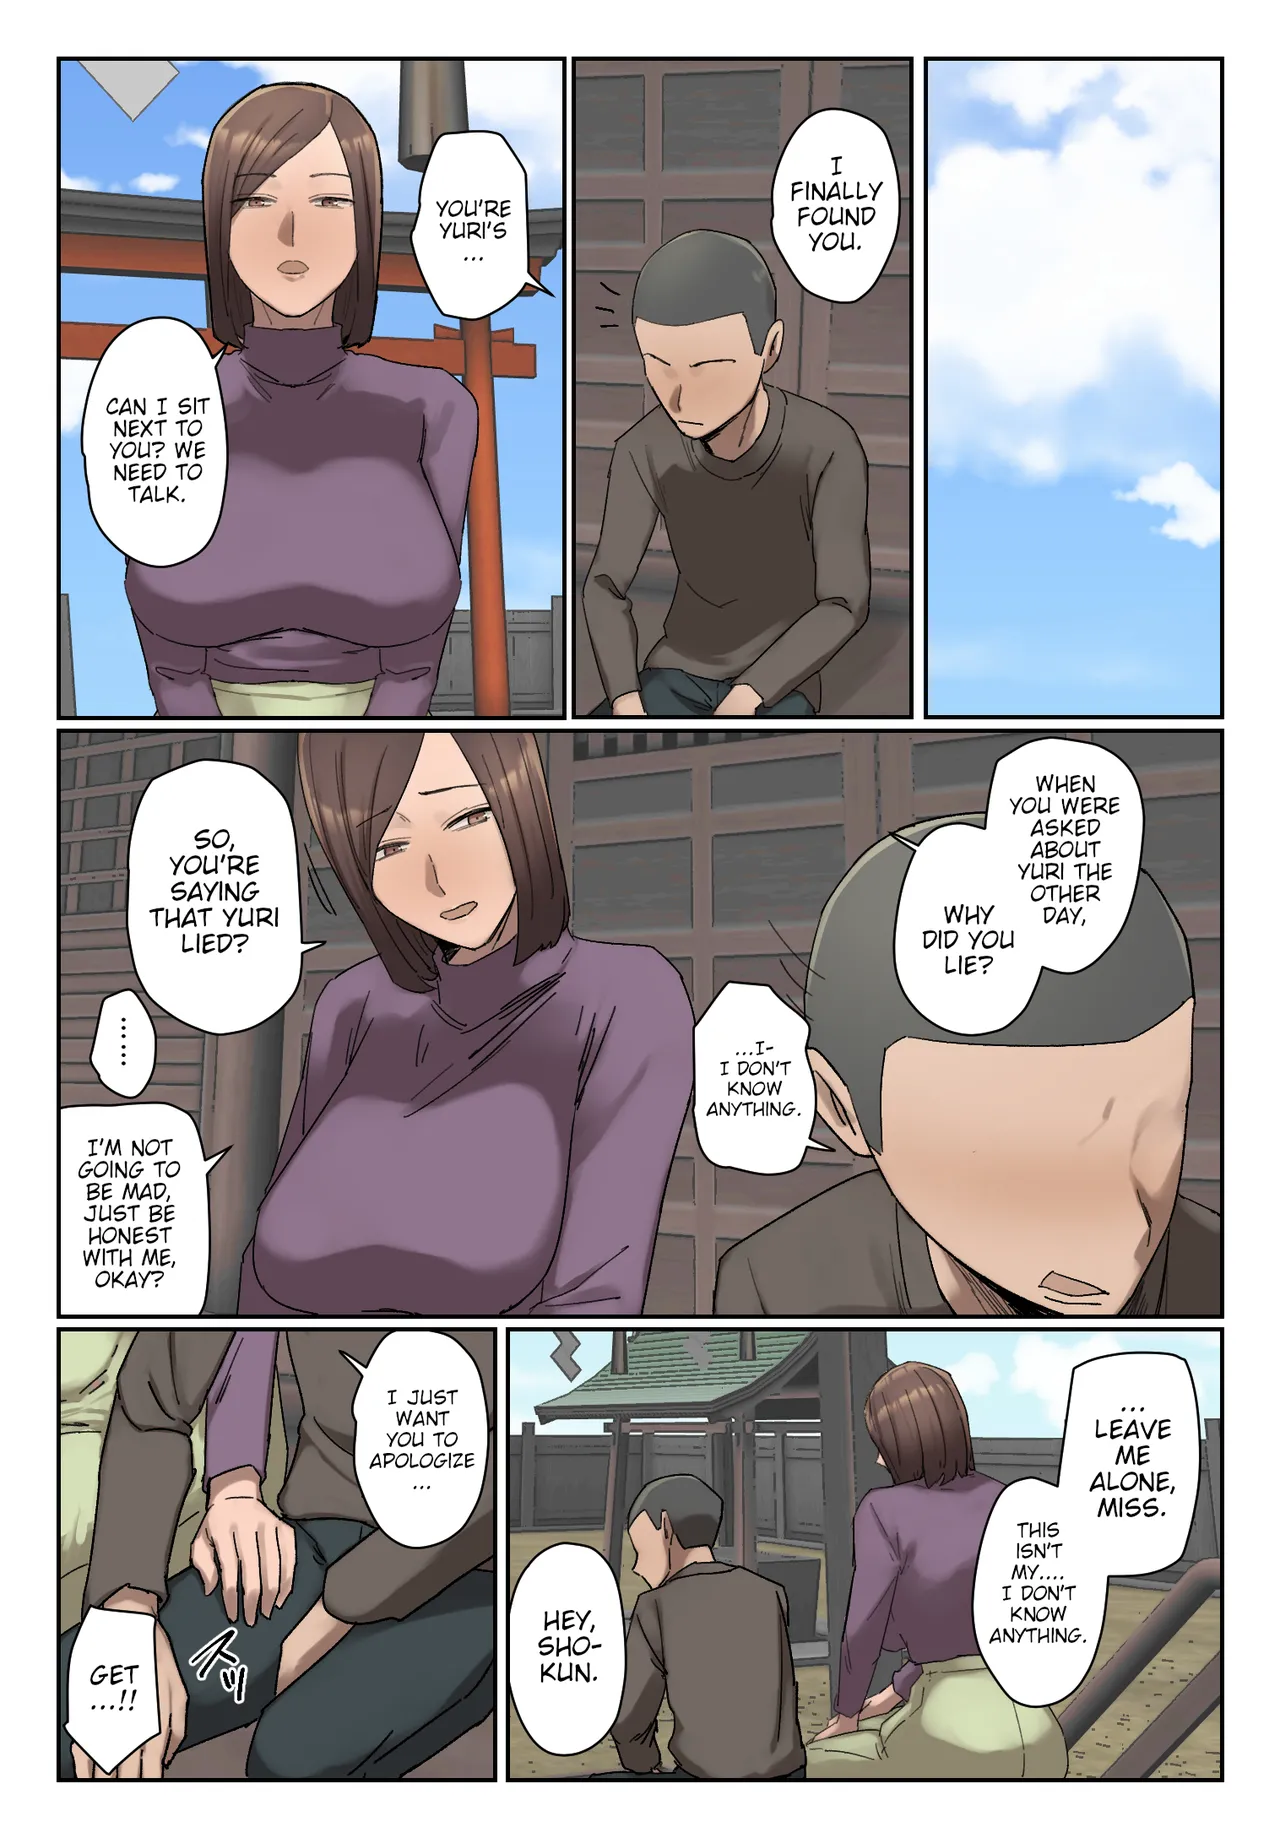 I
FINALLY
FOUND
YOU.
YOU'RE
YURI'S
...
CAN I SIT
NEXT TO
YOU? WE
NEED TO
TALK.
WHEN
YOU WERE
ASKED
ABOUT
YURI THE
OTHER
DAY,
WHY
DID YOU
LIE?
...I-
I DON'T
KNOW
ANYTHING.
SO,
YOU'RE
SAYING
THAT YURI
LIED?
......
I'M NOT
GOING TO
BE MAD,
JUST BE
HONEST
WITH ME,
OKAY?
...
LEAVE
ME
ALONE,
MISS.
THIS
ISN'T
MY....
I DON'T
KNOW
ANYTHING.
HEY,
SHO-
KUN.
I JUST
WANT
YOU TO
APOLOGIZE
...
スッ
GET
...!!